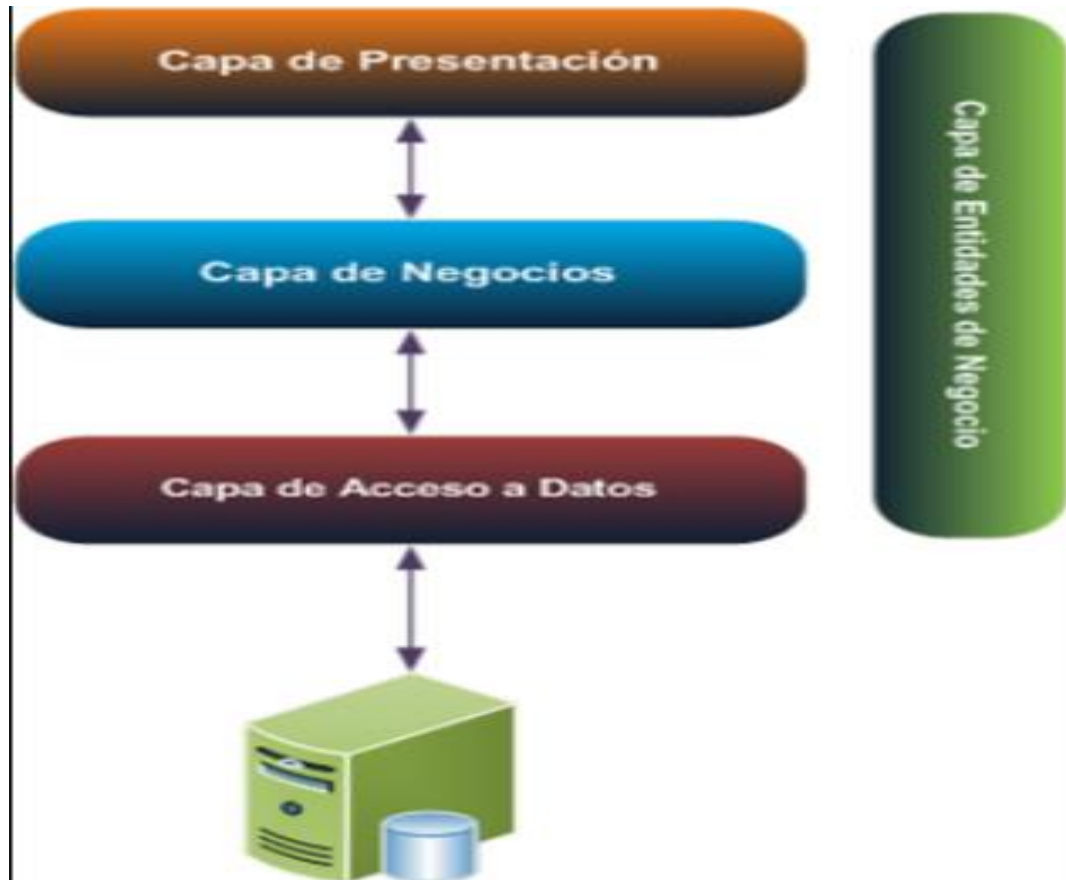 Capa de Presentación
Capa de Negocios
Capa de Acceso a Datos
Capa de Entidades de Negocio